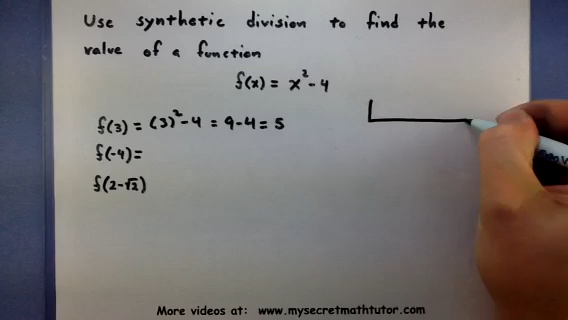 Use synthetic division to find the
value of a function
f(x) = x² - 4
f(3) = (3)² - 4 = 9 - 4 = 5
f(-4) =
f(2-√2)
More videos at: www.mysecretmathtutor.com